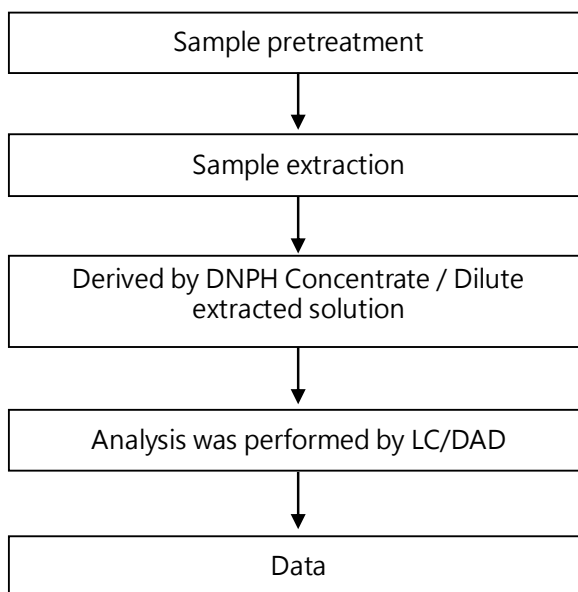 Sample pretreatment
Sample extraction
Derived by DNPH Concentrate / Dilute
extracted solution
Analysis was performed by LC/DAD
Data